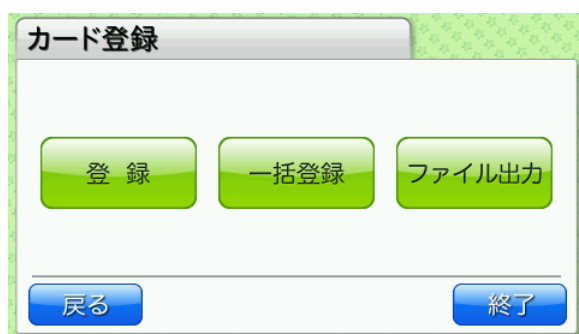 カード登録
登 録
一括登録
ファイル出力
戻る
終了